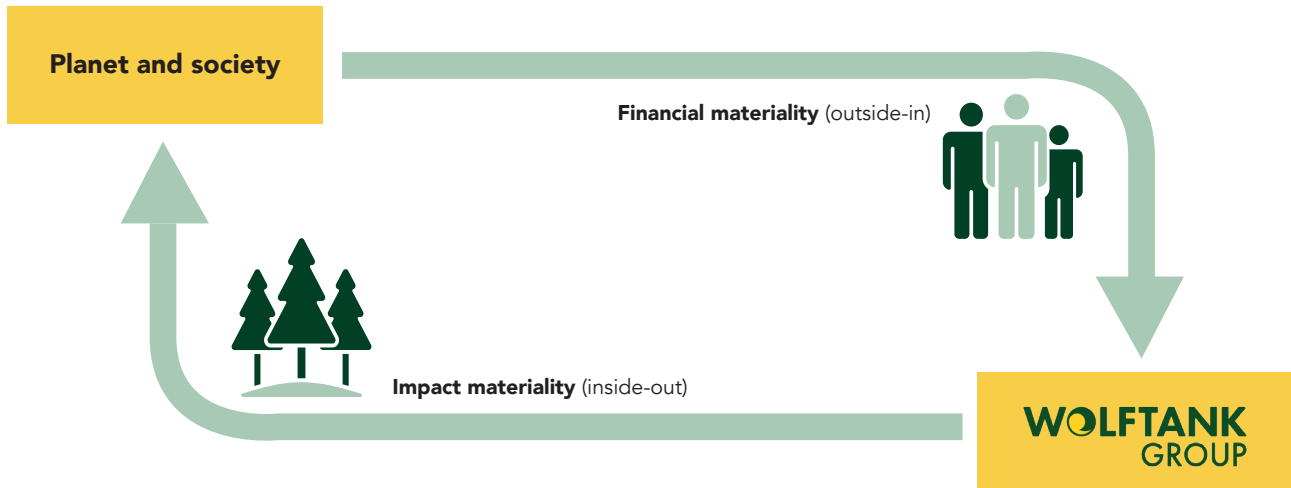 Planet and society
Financial materiality (outside-in)
Impact materiality (inside-out)
WOLFTANK
GROUP